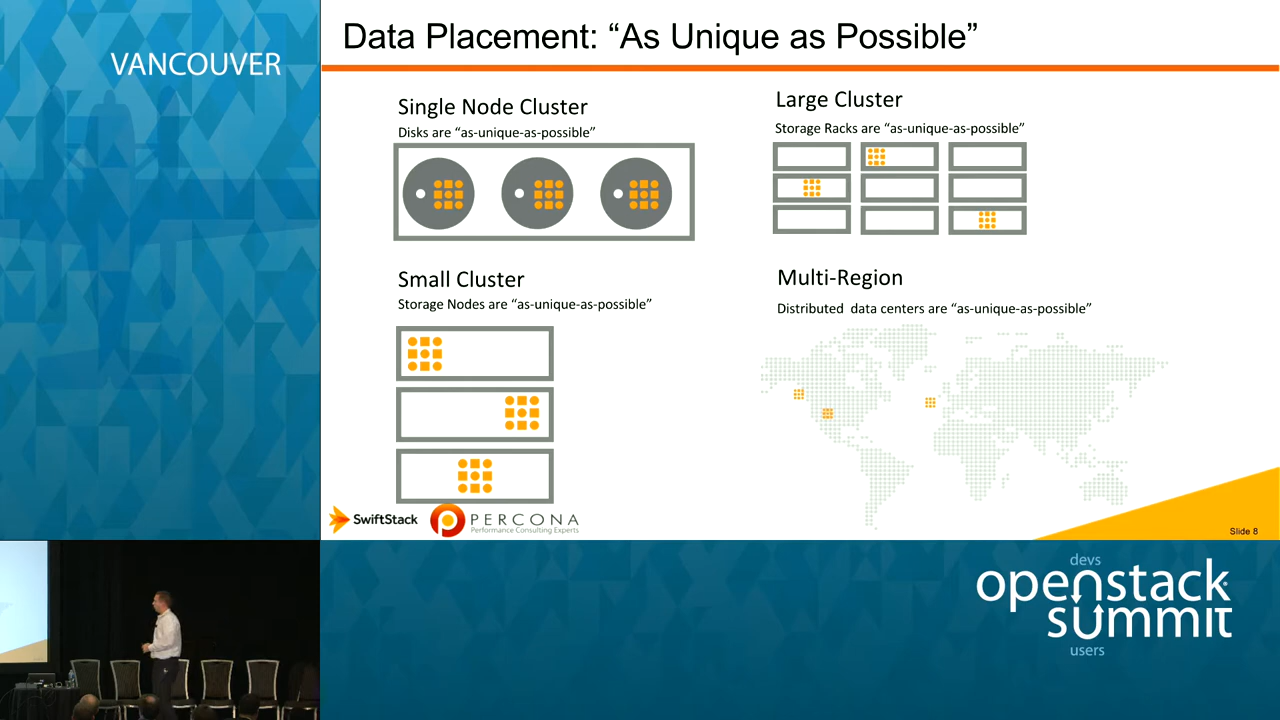 VANCOUVER
Data Placement: “As Unique as Possible”
Single Node Cluster
Disks are “as-unique-as-possible”
Large Cluster
Storage Racks are “as-unique-as-possible”
Small Cluster
Storage Nodes are “as-unique-as-possible”
Multi-Region
Distributed data centers are “as-unique-as-possible”
SwiftStack
PERCONA
Performance Consulting Experts
Slide 8
devs
openstack
summit
users